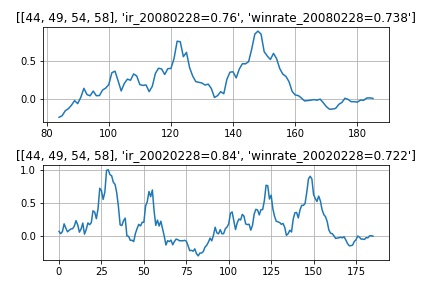 [[44, 49, 54, 58], 'ir_20080228=0.76', 'winrate_20080228=0.738']
0.5
0.0
80 100 120 140 160 180
[[44, 49, 54, 58], 'ir_20020228=0.84', 'winrate_20020228=0.722']
1.0
0.5
0.0
0 25 50 75 100 125 150 175